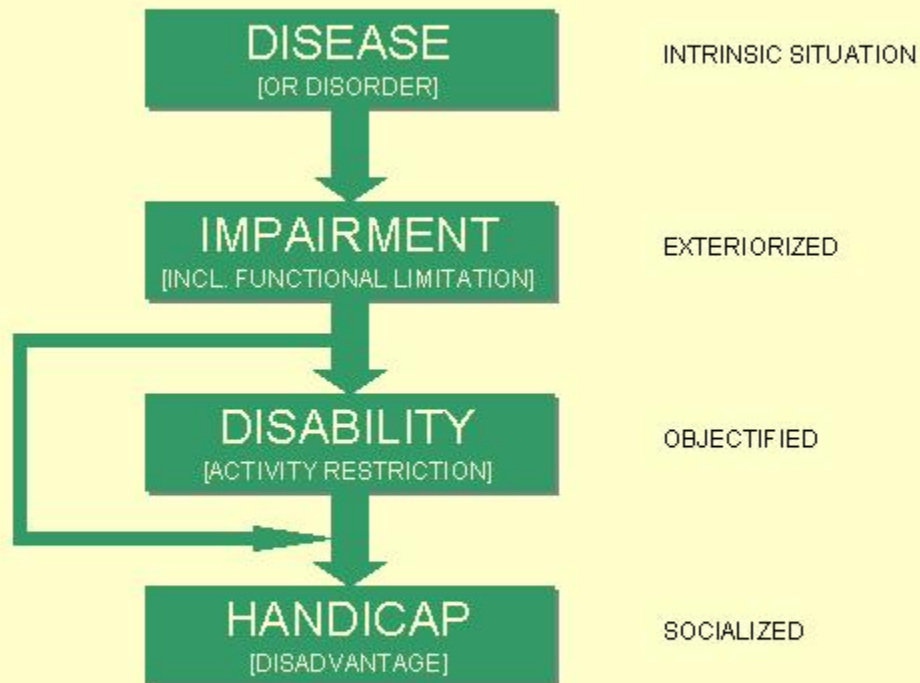 DISEASE
[OR DISORDER]
INTRINSIC SITUATION
IMPAIRMENT
[INCL. FUNCTIONAL LIMITATION]
EXTERIORIZED
DISABILITY
[ACTIVITY RESTRICTION]
OBJECTIFIED
HANDICAP
[DISADVANTAGE]
SOCIALIZED